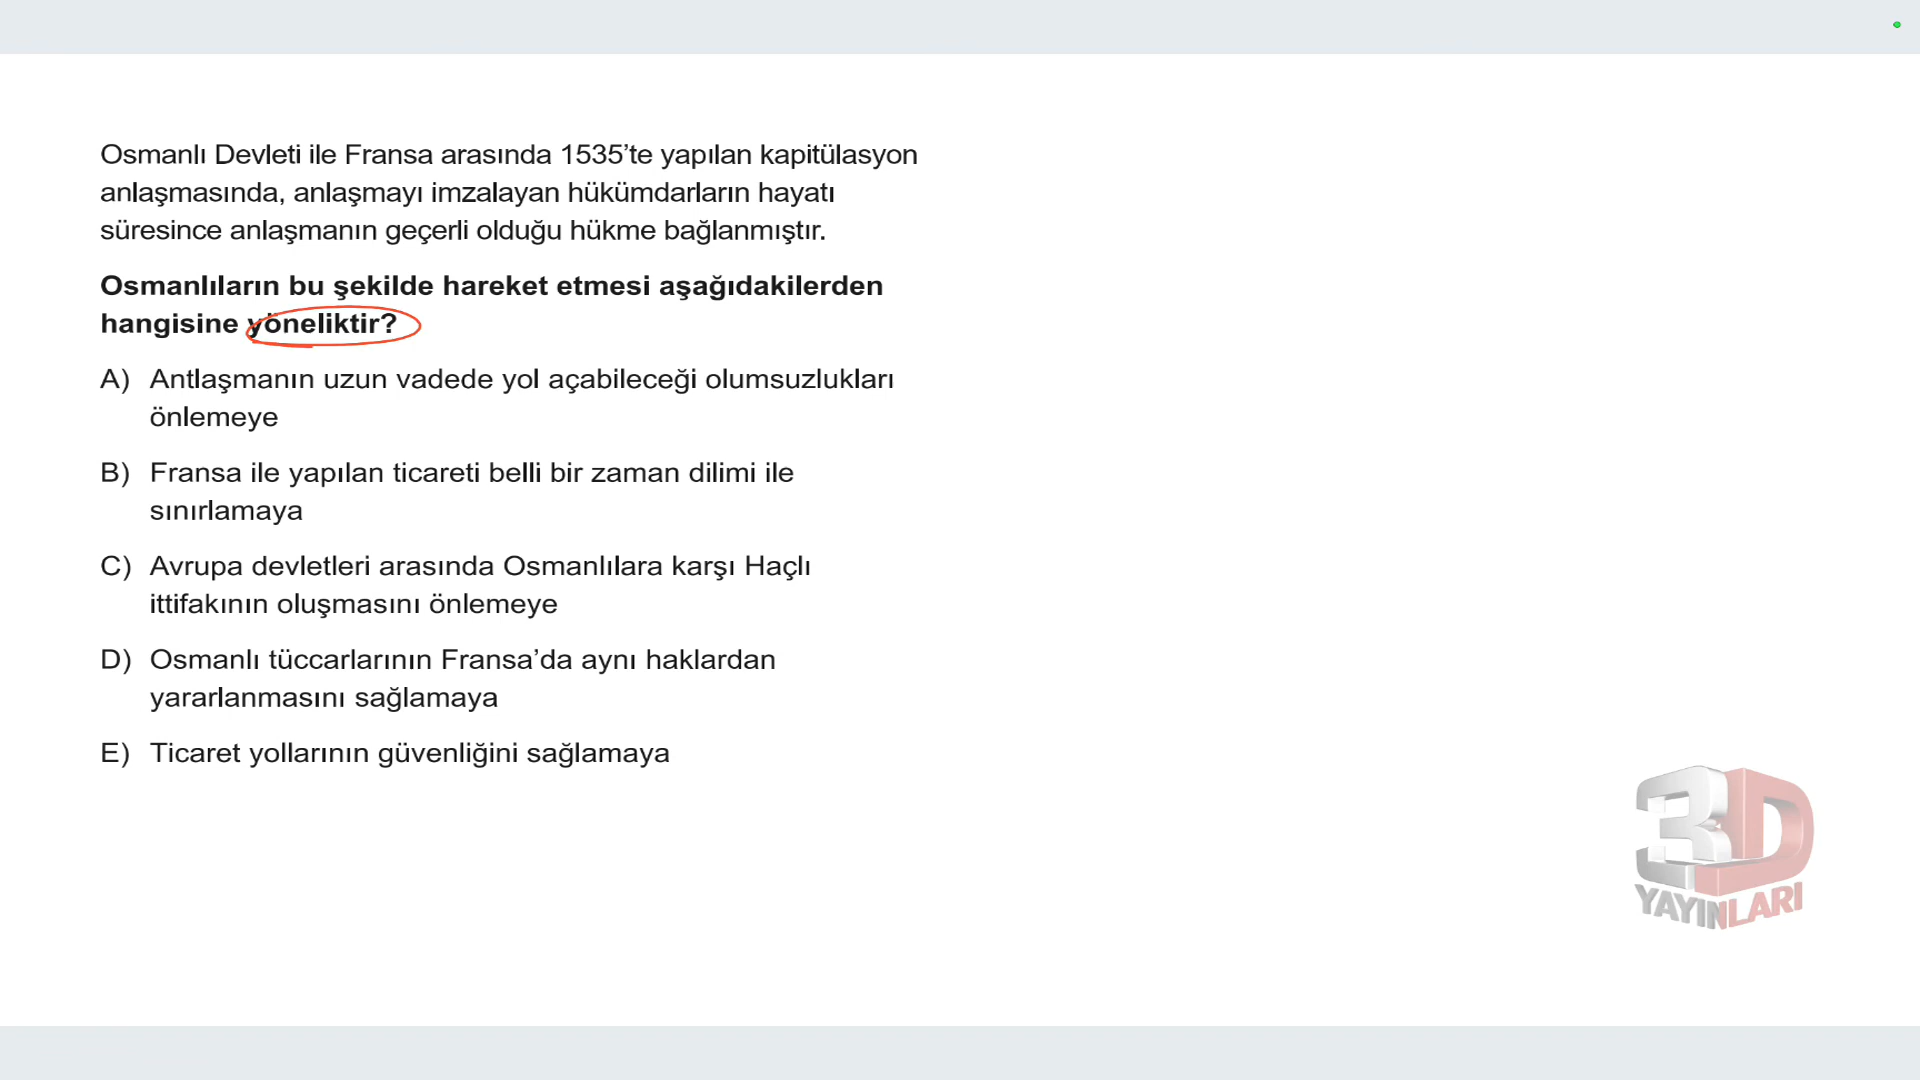 Osmanlı Devleti ile Fransa arasında 1535’te yapılan kapitülasyon
anlaşmasında, anlaşmayı imzalayan hükümdarların hayatı
süresince anlaşmanın geçerli olduğu hükme bağlanmıştır.
Osmanlıların bu şekilde hareket etmesi aşağıdakilerden
hangisine yöneliktir?
A) Antlaşmanın uzun vadede yol açabileceği olumsuzlukları
önlemeye
B) Fransa ile yapılan ticareti belli bir zaman dilimi ile
sınırlamaya
C) Avrupa devletleri arasında Osmanlılara karşı Haçlı
ittifakının oluşmasını önlemeye
D) Osmanlı tüccarlarının Fransa’da aynı haklardan
yararlanmasını sağlamaya
E) Ticaret yollarının güvenliğini sağlamaya
3D
YAYINLARI